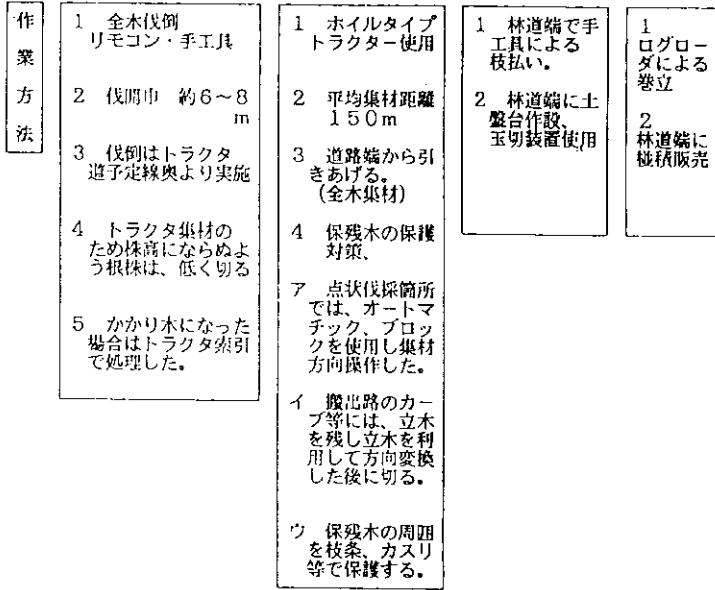 作業方法
1 全木伐倒
リモコン・手工具
2 伐開巾 約6～8
m
3 伐倒はトラクタ
道予定線奥より実施
4 トラクタ集材の
ため株高にならぬよ
う根株は、低く切る
5 かかり木になった
場合はトラクタ索引
で処理した。
1 ホイルタイプ
トラクター使用
2 平均集材距離
150m
3 道路端から引
きあげる。
(全木集材)
4 保残木の保護
対策、
ア 点状伐採箇所
では、オートマ
チック、ブロッ
クを使用し集材
方向操作した。
イ 搬出路のカー
ブ等には、立木
を残し立木を利
用して方向変換
した後に切る。
ウ 保残木の周囲
を枝条、カスリ
等で保護する。
1 林道端で手
工具による
枝払い。
2 林道端に土
盤台作設、
玉切装置使用
1
ログロー
ダによる
巻立
2
林道端に
椪積販売